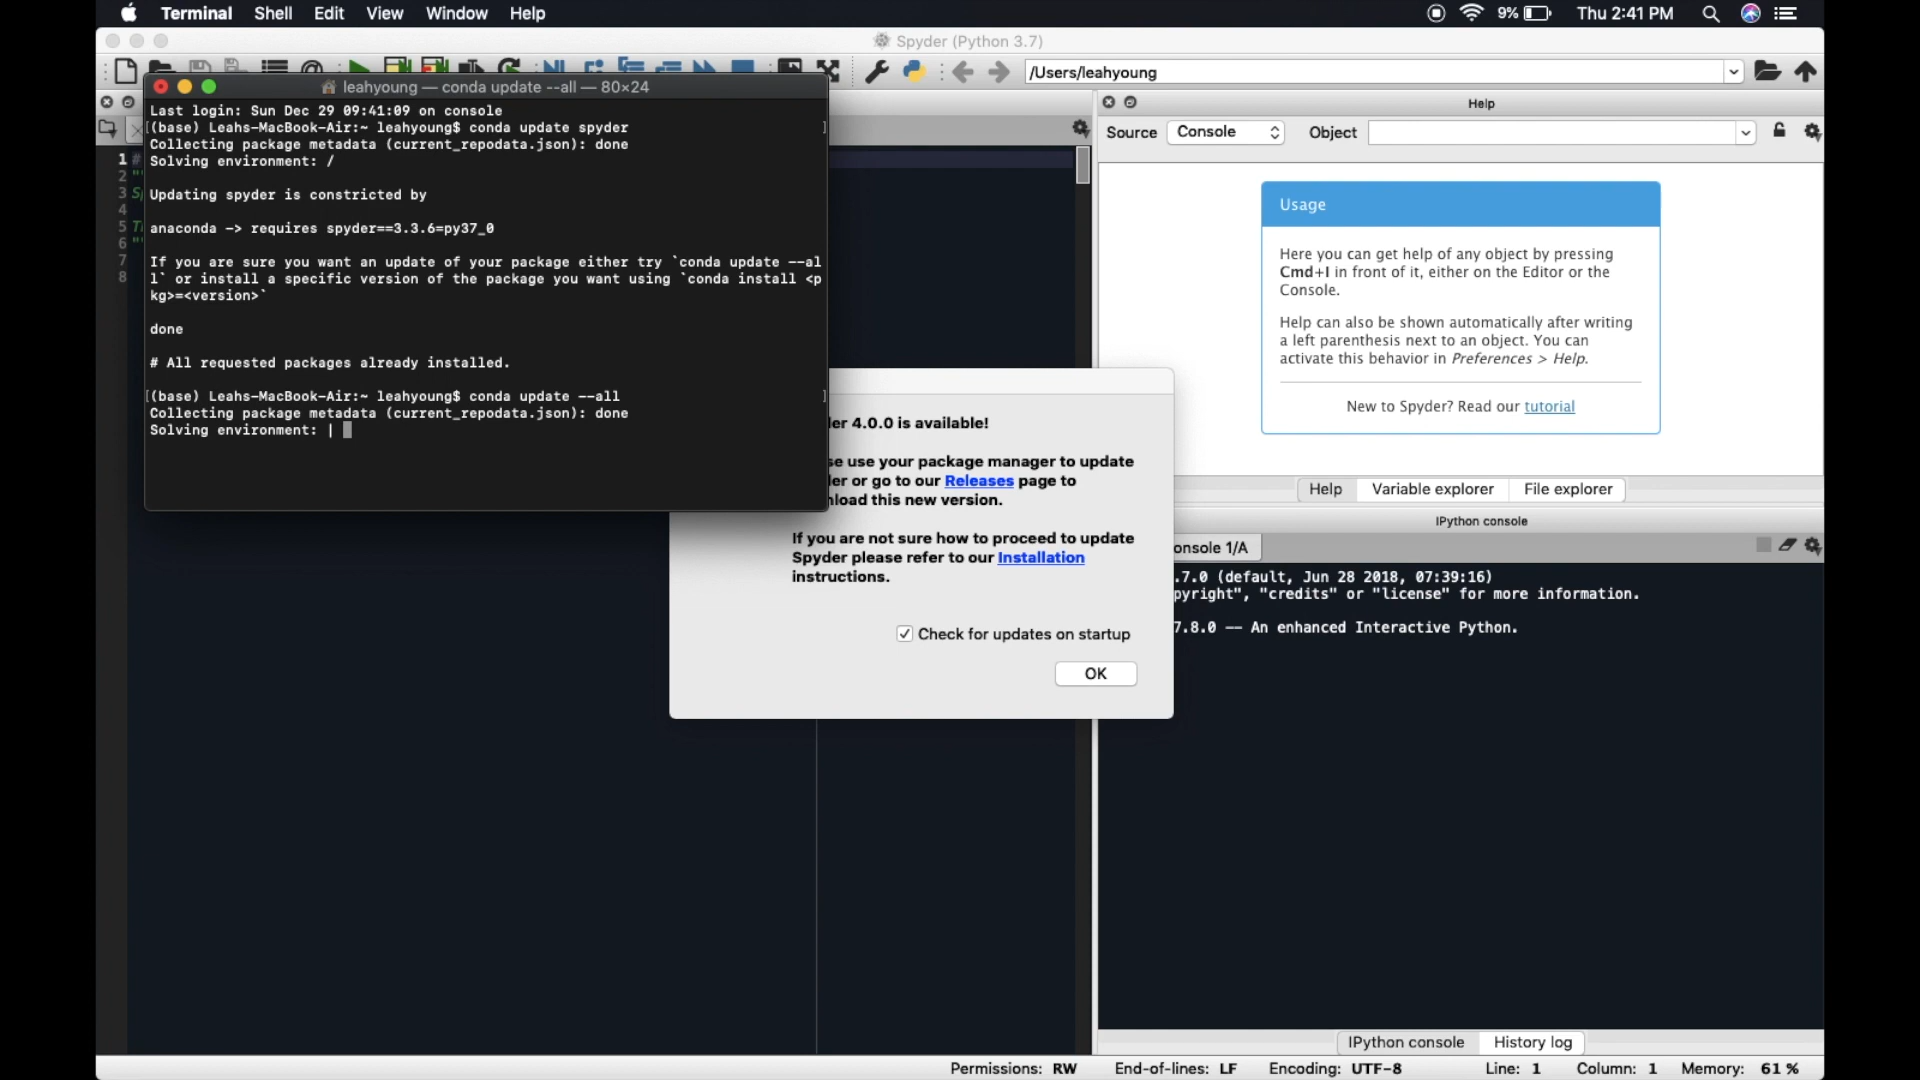 Terminal Shell Edit View Window Help
9% Thu 2:41 PM
Spyder (Python 3.7)
/Users/leahyoung
leahyoung — conda update --all — 80×24
Last login: Sun Dec 29 09:41:09 on console
[(base) Leahs-MacBook-Air:~ leahyoung$ conda update spyder ]
Collecting package metadata (current_repodata.json): done
Solving environment: /
Updating spyder is constricted by
anaconda -> requires spyder==3.3.6=py37_0
If you are sure you want an update of your package either try `conda update --al
l` or install a specific version of the package you want using `conda install <p
kg>=<version>`
done
# All requested packages already installed.
[(base) Leahs-MacBook-Air:~ leahyoung$ conda update --all ]
Collecting package metadata (current_repodata.json): done
Solving environment: |
1 #
2 ""
3
4
5
6 ""
7
8
Help
Source Console Object
Usage
Here you can get help of any object by pressing
Cmd+I in front of it, either on the Editor or the
Console.
Help can also be shown automatically after writing
a left parenthesis next to an object. You can
activate this behavior in Preferences > Help.
New to Spyder? Read our tutorial
Help Variable explorer File explorer
der 4.0.0 is available!
se use your package manager to update
der or go to our Releases page to
nload this new version.
If you are not sure how to proceed to update
Spyder please refer to our Installation
instructions.
Check for updates on startup
OK
IPython console
onsole 1/A
.7.0 (default, Jun 28 2018, 07:39:16)
pyright", "credits" or "license" for more information.
7.8.0 -- An enhanced Interactive Python.
IPython console History log
Permissions: RW End-of-lines: LF Encoding: UTF-8 Line: 1 Column: 1 Memory: 61 %